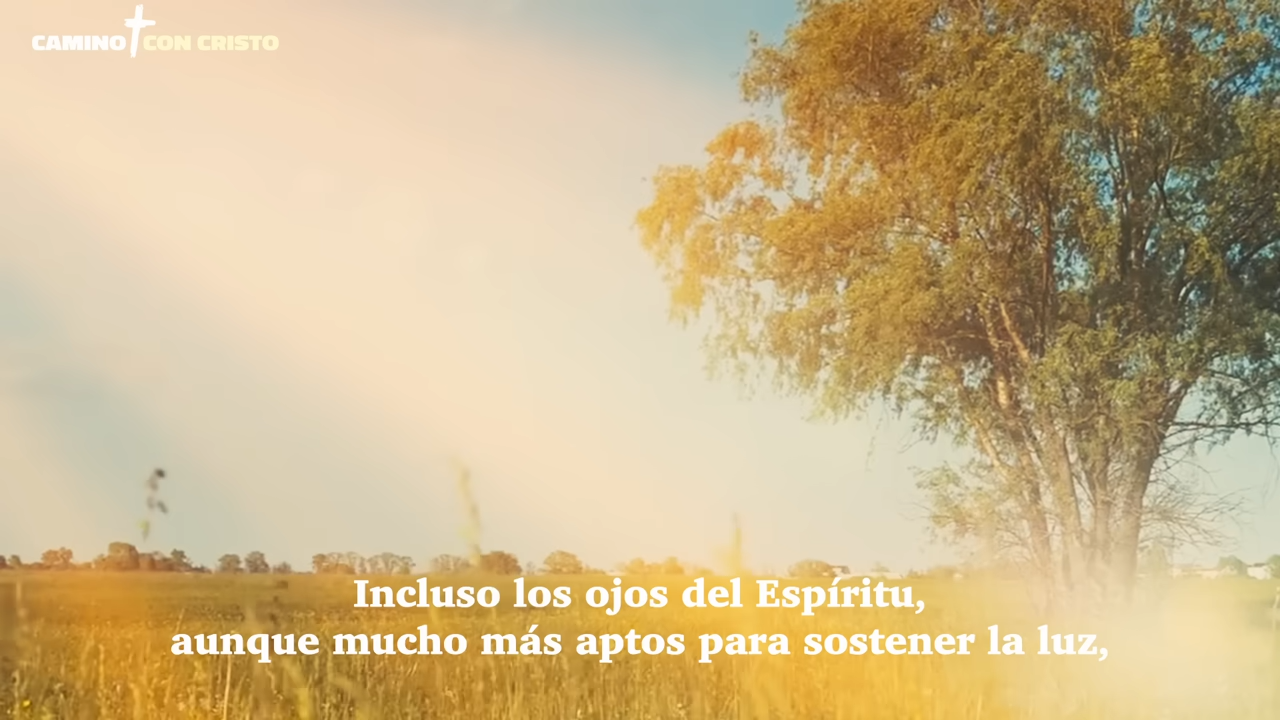 CAMINO CON CRISTO
Incluso los ojos del Espíritu,
aunque mucho más aptos para sostener la luz,